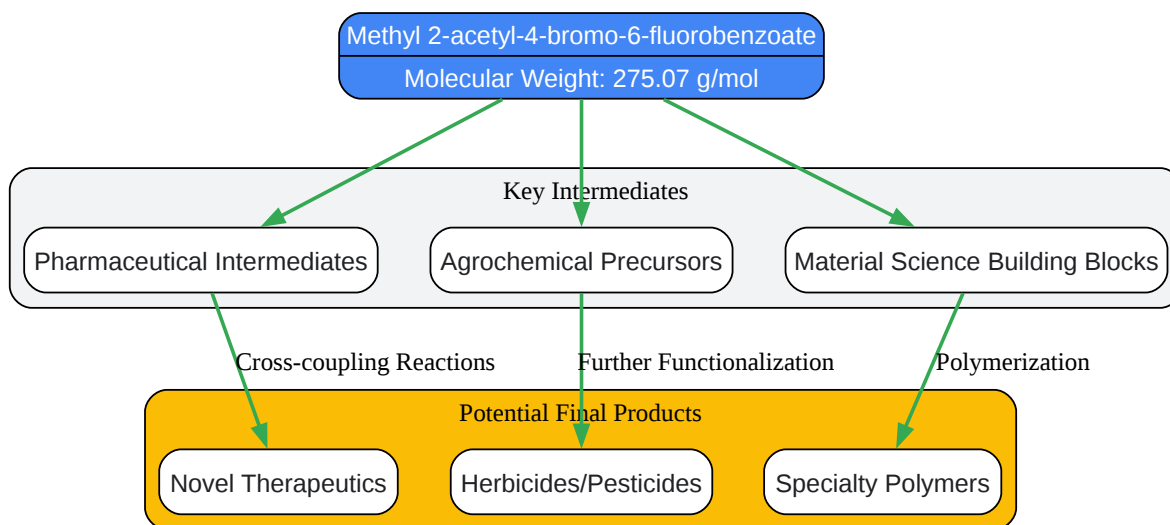 Methyl 2-acetyl-4-bromo-6-fluorobenzoate
Molecular Weight: 275.07 g/mol
Key Intermediates
Pharmaceutical Intermediates
Agrochemical Precursors
Material Science Building Blocks
Cross-coupling Reactions
Further Functionalization
Polymerization
Potential Final Products
Novel Therapeutics
Herbicides/Pesticides
Specialty Polymers